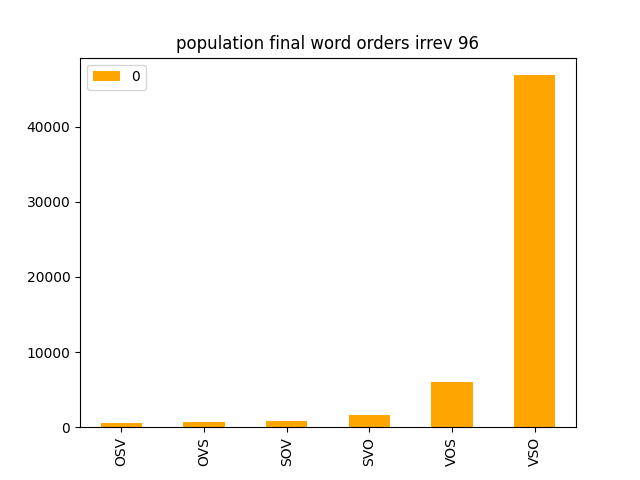 population final word orders irrev 96
0
40000
30000
20000
10000
0
OSV
OVS
SOV
SVO
VOS
VSO